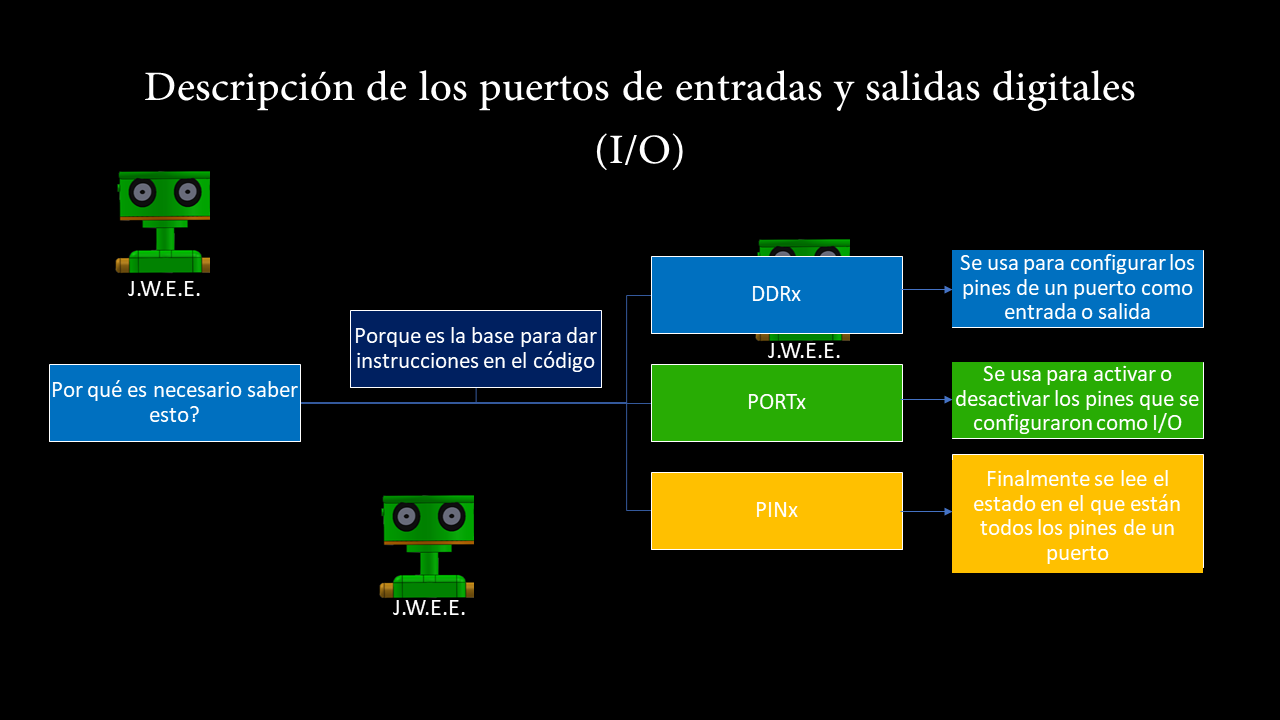 Descripción de los puertos de entradas y salidas digitales
(I/O)
J.W.E.E.
Por qué es necesario saber
esto?
Porque es la base para dar
instrucciones en el código
DDRx
Se usa para configurar los
pines de un puerto como
entrada o salida
J.W.E.E.
PORTx
Se usa para activar o
desactivar los pines que se
configuraron como I/O
PINx
Finalmente se lee el
estado en el que están
todos los pines de un
puerto
J.W.E.E.